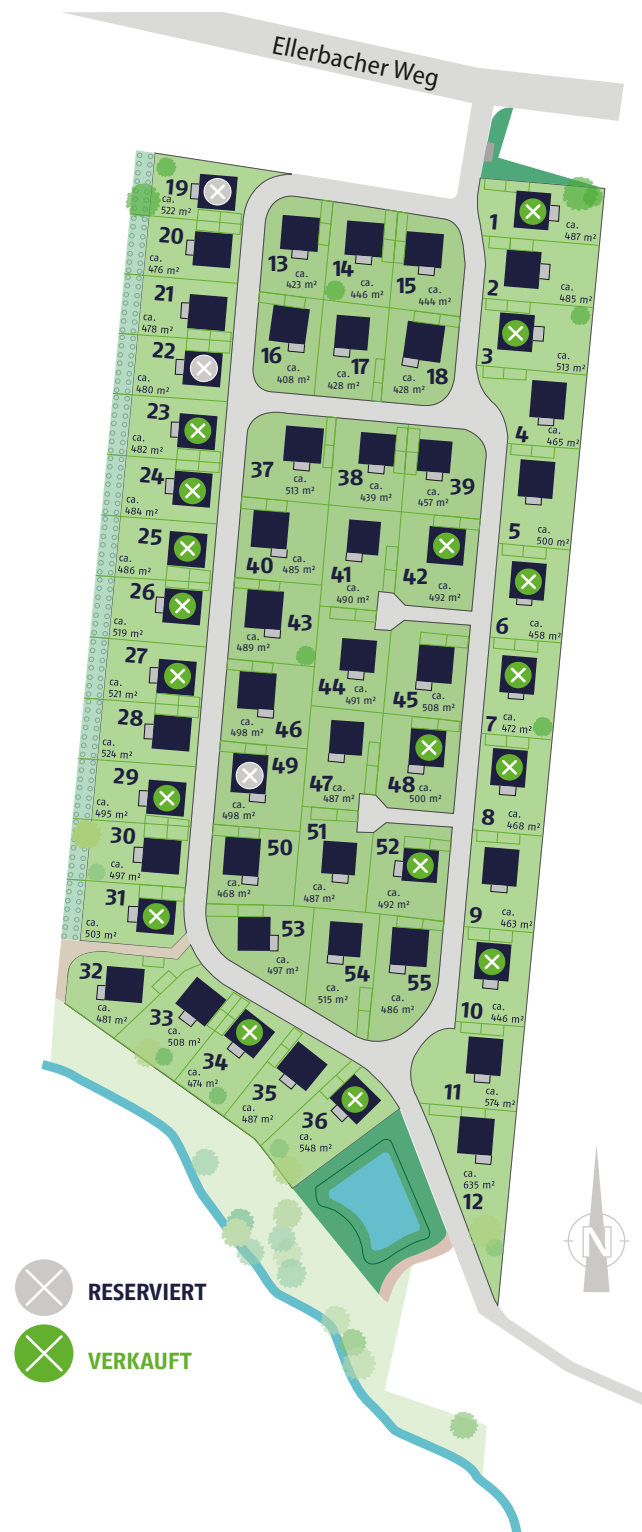 Ellerbacher Weg
19
ca.
522 m²
20
ca.
476 m²
21
ca.
478 m²
22
ca.
480 m²
23
ca.
482 m²
24
ca.
484 m²
25
ca.
486 m²
26
ca.
519 m²
27
ca.
521 m²
28
ca.
524 m²
29
ca.
495 m²
30
ca.
497 m²
31
ca.
503 m²
32
ca.
481 m²
33
ca.
508 m²
34
ca.
474 m²
35
ca.
487 m²
36
ca.
548 m²
13
ca.
423 m²
14
ca.
446 m²
15
ca.
444 m²
16
ca.
408 m²
17
ca.
428 m²
18
ca.
428 m²
37
ca.
513 m²
38
ca.
439 m²
39
ca.
457 m²
40
ca.
485 m²
41
ca.
490 m²
42
ca.
492 m²
43
ca.
489 m²
44
ca.
491 m²
45
ca.
508 m²
46
ca.
498 m²
47
ca.
487 m²
48
ca.
500 m²
49
ca.
498 m²
50
ca.
468 m²
51
ca.
487 m²
52
ca.
492 m²
53
ca.
497 m²
54
ca.
515 m²
55
ca.
486 m²
1
ca.
487 m²
2
ca.
485 m²
3
ca.
513 m²
4
ca.
465 m²
5
ca.
500 m²
6
ca.
458 m²
7
ca.
472 m²
8
ca.
468 m²
9
ca.
463 m²
10
ca.
446 m²
11
ca.
574 m²
ca.
635 m²
12
N
RESERVIERT
VERKAUFT